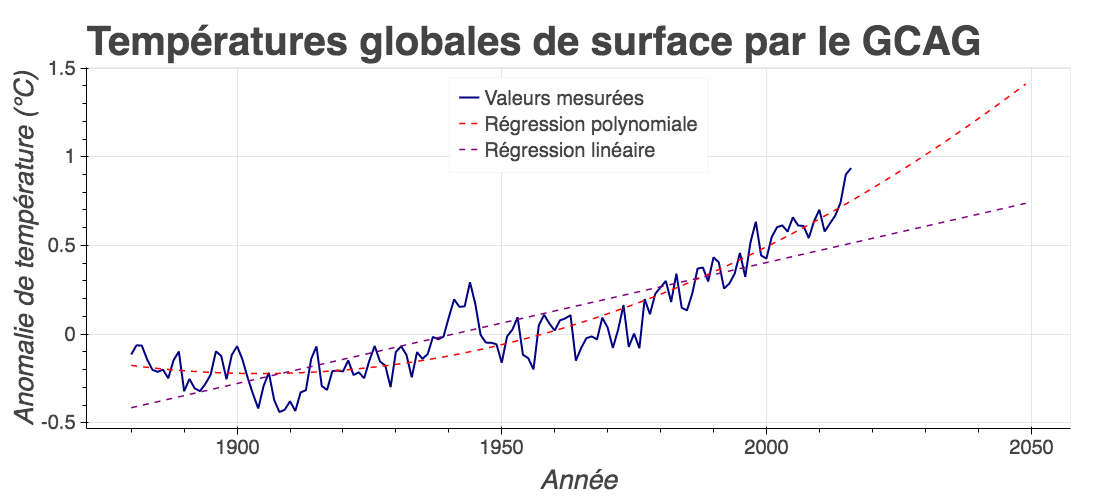 Températures globales de surface par le GCAG
Anomalie de température (°C)
1.5
1
0.5
0
-0.5
Valeurs mesurées
Régression polynomiale
Régression linéaire
1900
1950
2000
2050
Année